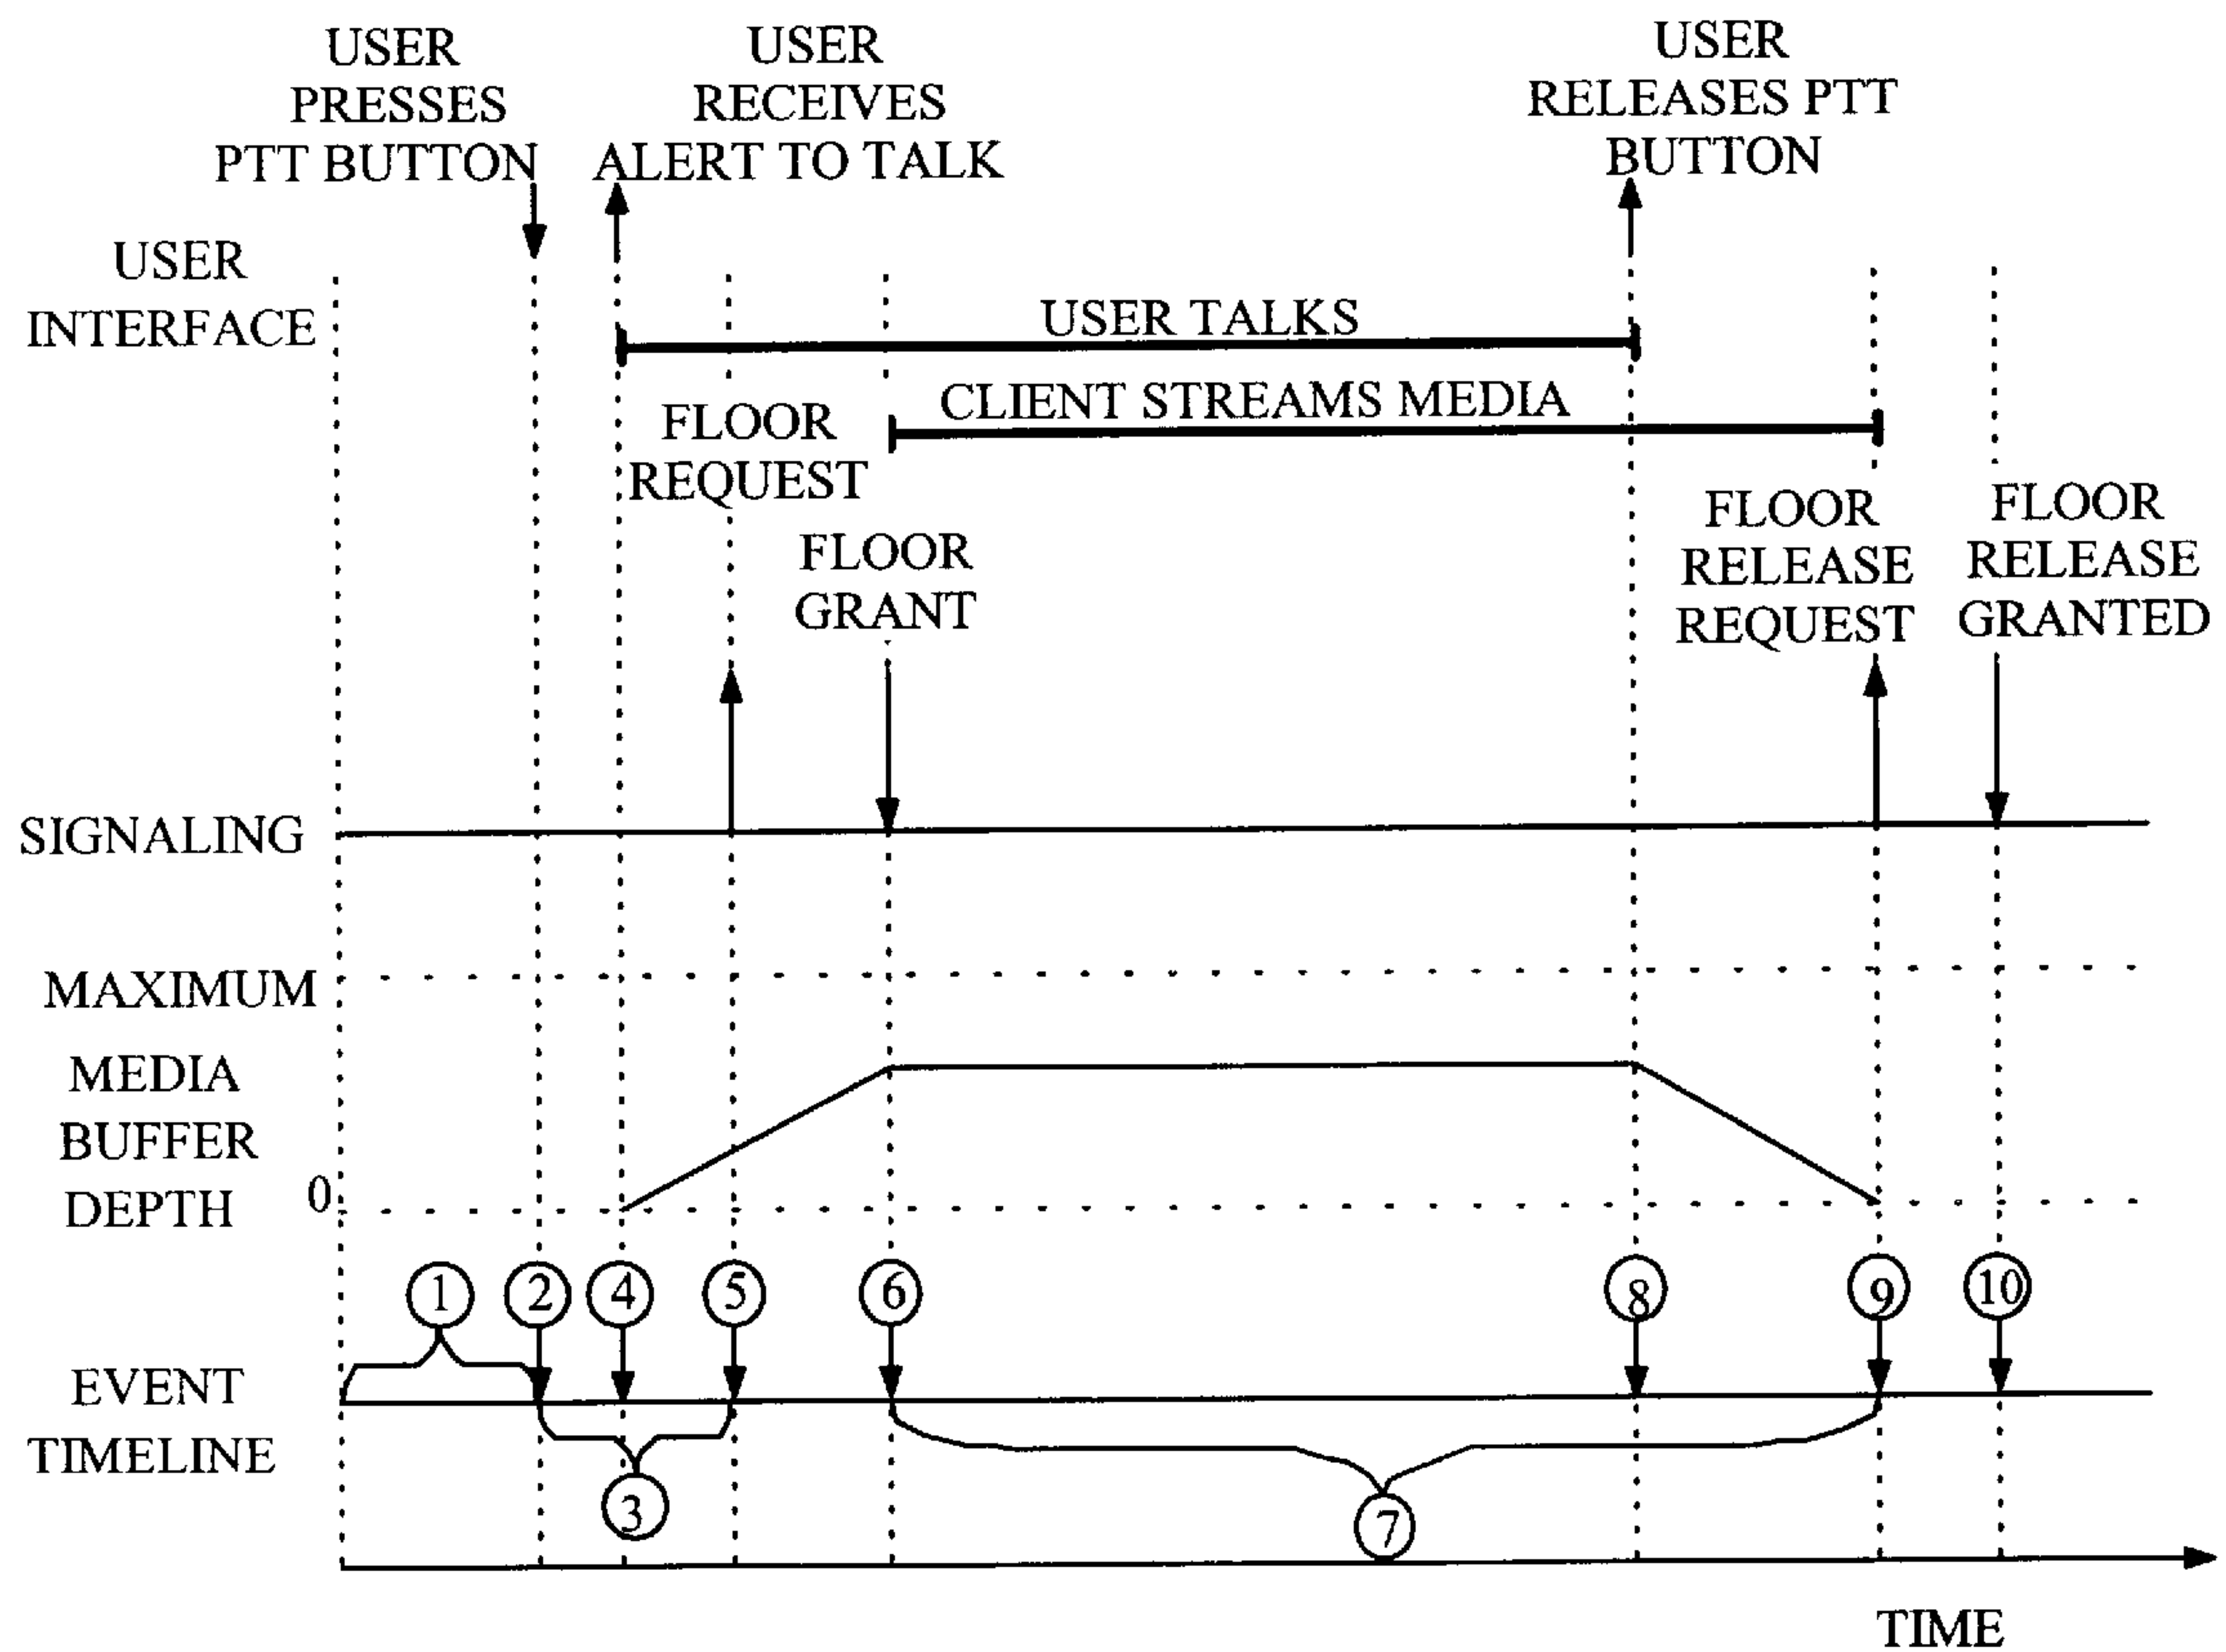 USER
PRESSES
PTT BUTTON
USER
RECEIVES
ALERT TO TALK
USER
RELEASES PTT
BUTTON
USER
INTERFACE
USER TALKS
CLIENT STREAMS MEDIA
FLOOR
REQUEST
FLOOR
GRANT
FLOOR
RELEASE
REQUEST
FLOOR
RELEASE
GRANTED
SIGNALING
MAXIMUM
MEDIA
BUFFER
DEPTH
0
1
2
4
5
6
8
9
10
EVENT
TIMELINE
3
7
TIME